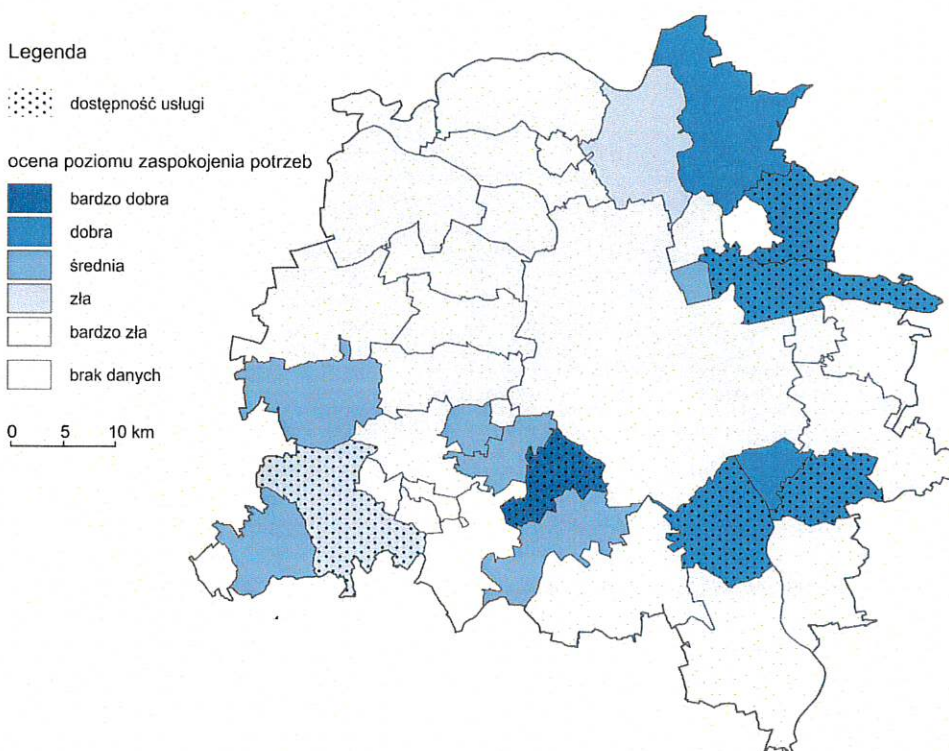 Legenda
dostępność usługi
ocena poziomu zaspokojenia potrzeb
bardzo dobra
dobra
średnia
zła
bardzo zła
brak danych
0 5 10 km